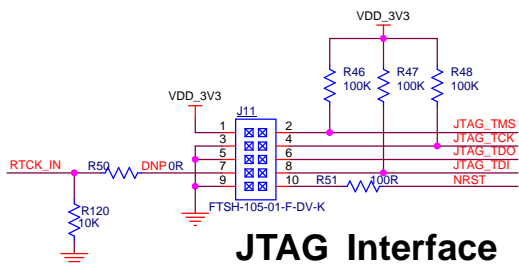 VDD_3V3
R46 R47 R48
100K 100K 100K
VDD_3V3
J11
1 2 JTAG_TMS
3 4 JTAG_TCK
5 6 JTAG_TDO
RTCK_IN R50 DNP 0R 7 8 JTAG_TDI
9 10 R51 100R NRST
R120
10K
FTSH-105-01-F-DV-K
JTAG Interface